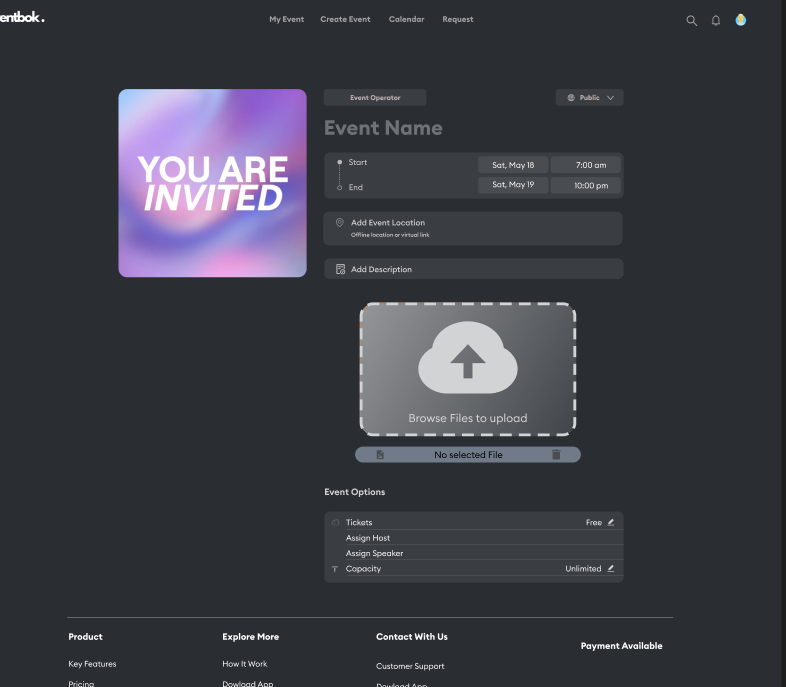 entbok.
My Event Create Event Calendar Request
YOU ARE
INVITED
Event Operator
Public
Event Name
Start Sat, May 18 7:00 am
End Sat, May 19 10:00 pm
Add Event Location
Offline location or virtual link
Add Description
Browse Files to upload
No selected File
Event Options
Tickets Free
Assign Host
Assign Speaker
Capacity Unlimited
Product Explore More Contact With Us Payment Available
Key Features How It Work Customer Support
Pricing Dowload App Dowload App